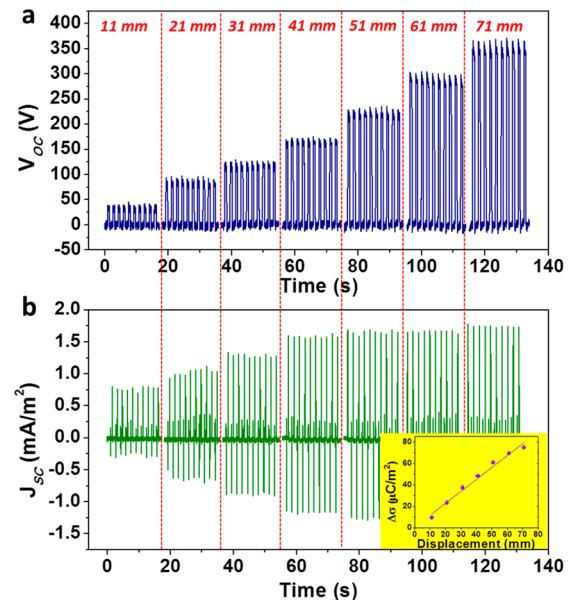 a
11 mm 21 mm 31 mm 41 mm 51 mm 61 mm 71 mm
400
350
300
250
200
150
100
50
0
-50
V_OC (V)
0 20 40 60 80 100 120 140
Time (s)
b
2.0
1.5
1.0
0.5
0.0
-0.5
-1.0
-1.5
J_SC (mA/m²)
80
60
40
20
0
Δσ (μC/m²)
0 10 20 30 40 50 60 70 80
Displacement (mm)
0 20 40 60 80 100 120 140
Time (s)